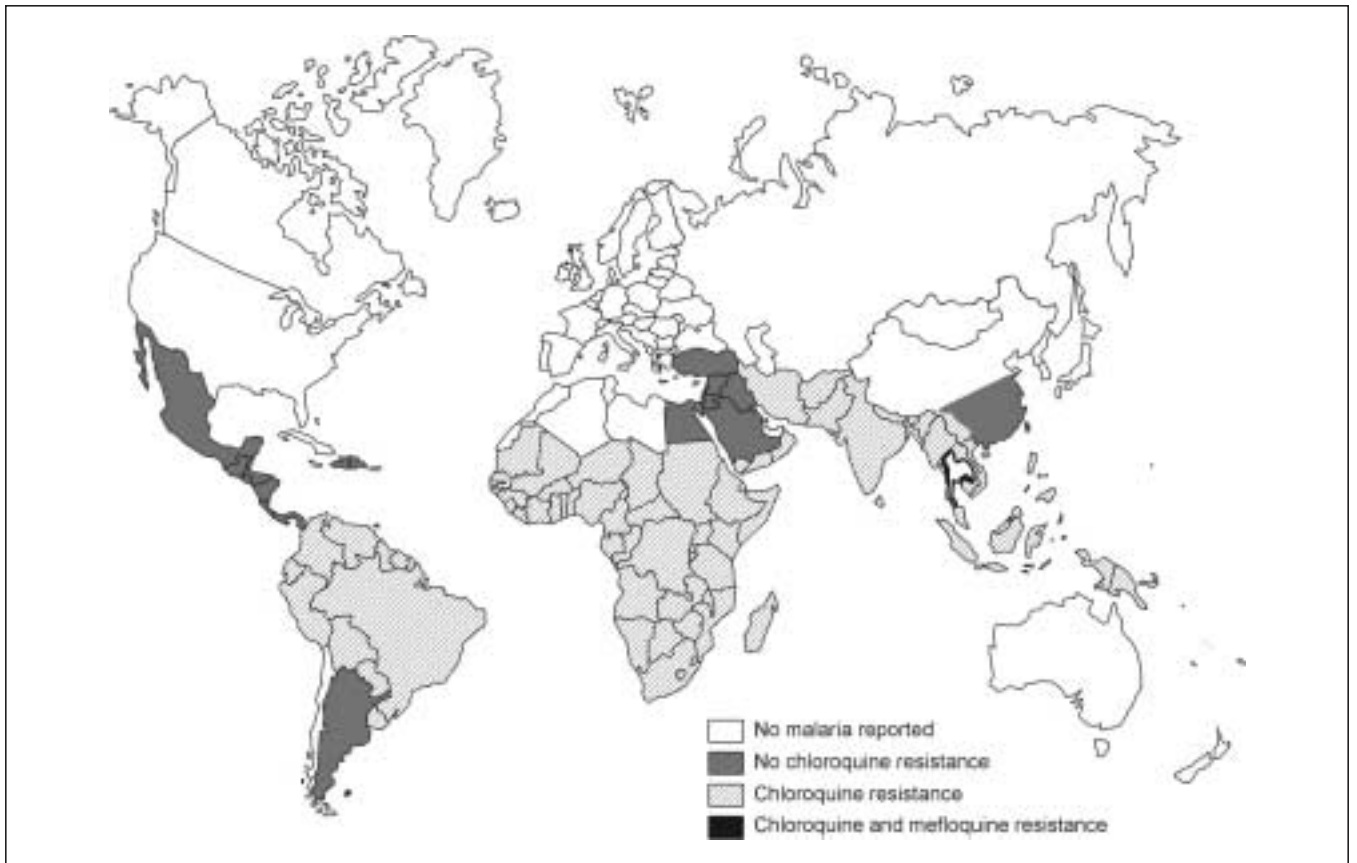 No malaria reported
No chloroquine resistance
Chloroquine resistance
Chloroquine and mefloquine resistance